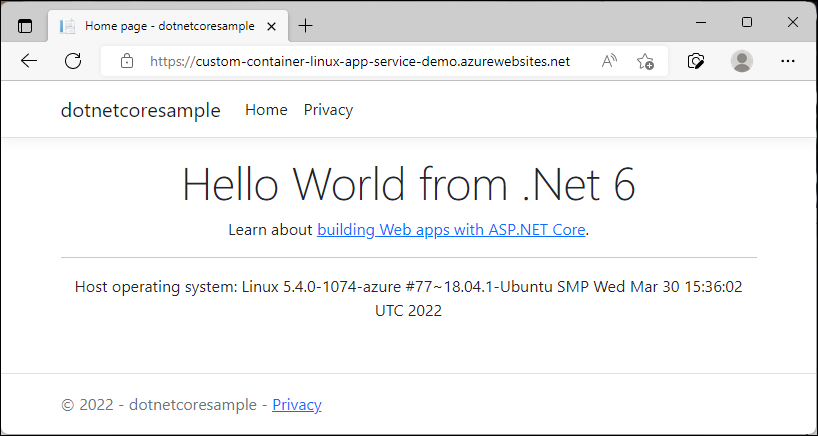 Home page - dotnetcoresample
https://custom-container-linux-app-service-demo.azurewebsites.net
dotnetcoresample Home Privacy
Hello World from .Net 6
Learn about building Web apps with ASP.NET Core.
Host operating system: Linux 5.4.0-1074-azure #77~18.04.1-Ubuntu SMP Wed Mar 30 15:36:02
UTC 2022
© 2022 - dotnetcoresample - Privacy